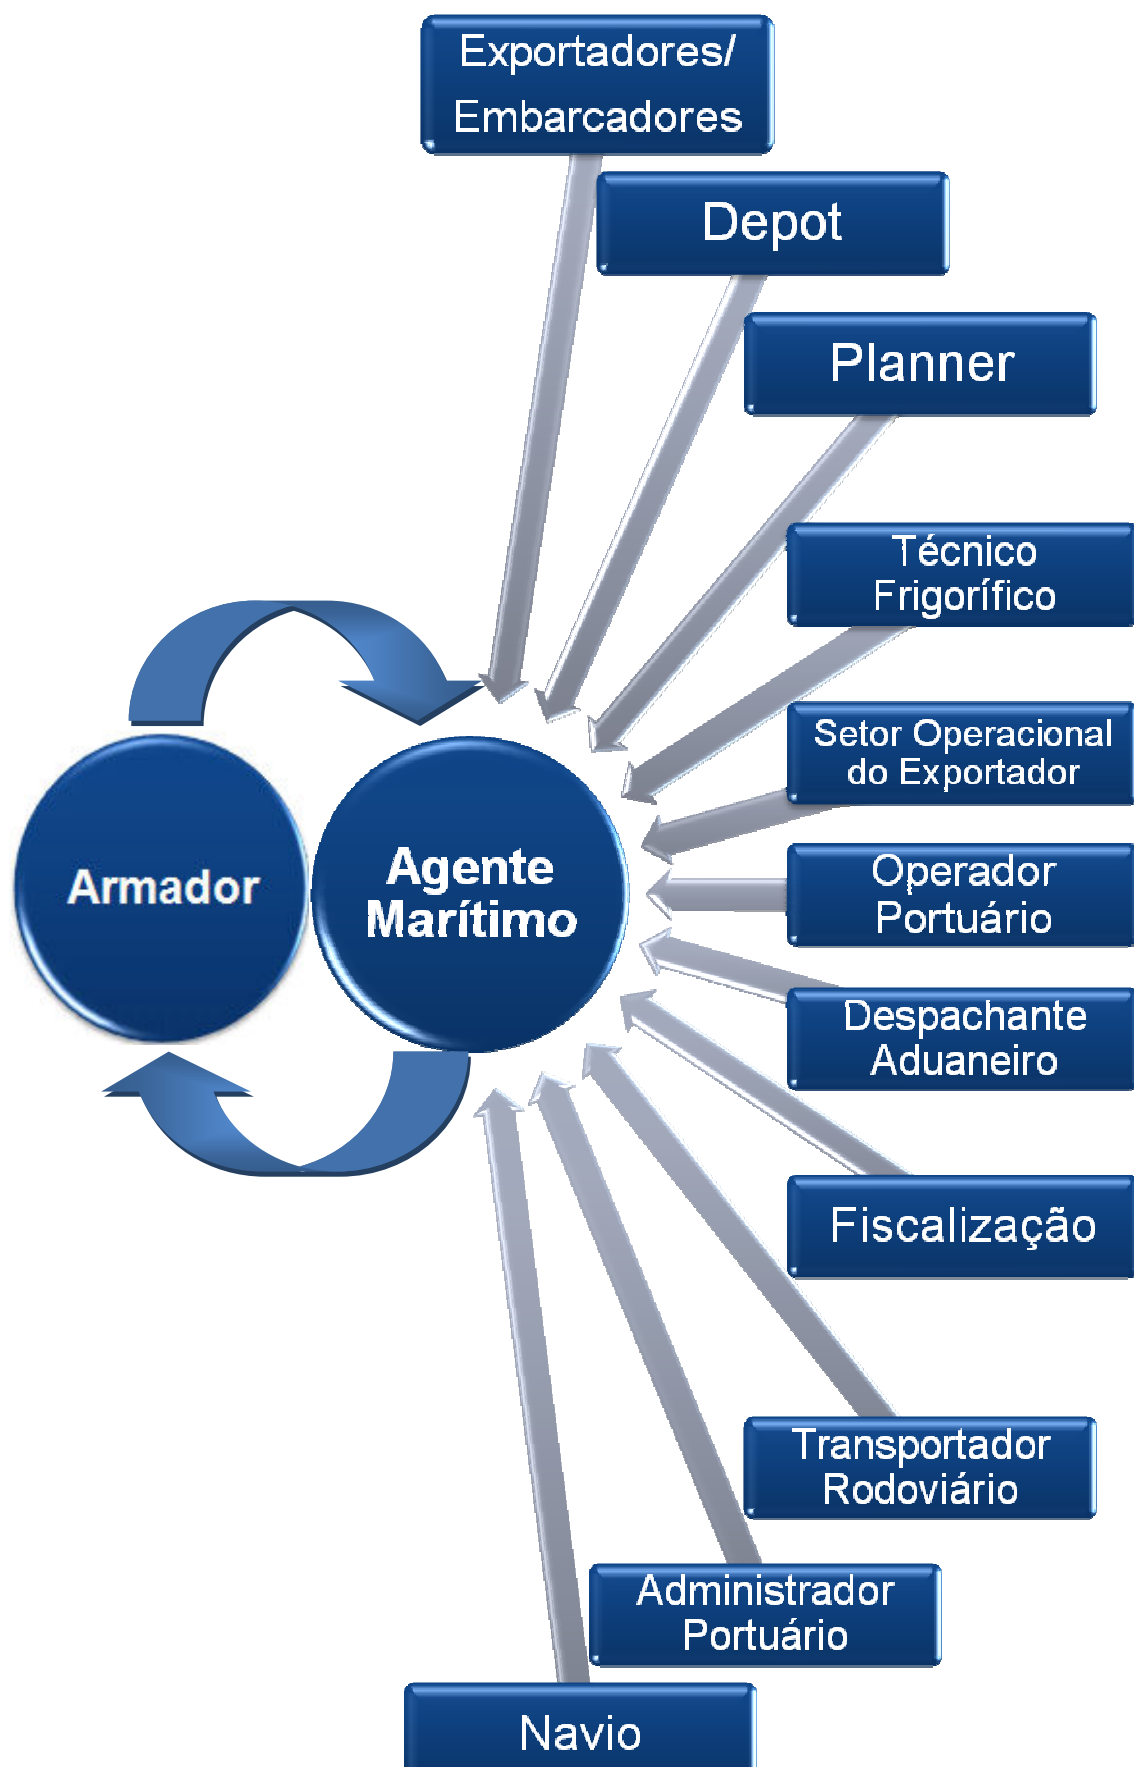 Exportadores/
Embarcadores
Depot
Planner
Técnico
Frigorífico
Setor Operacional
do Exportador
Armador
Agente
Marítimo
Operador
Portuário
Despachante
Aduaneiro
Fiscalização
Transportador
Rodoviário
Administrador
Portuário
Navio